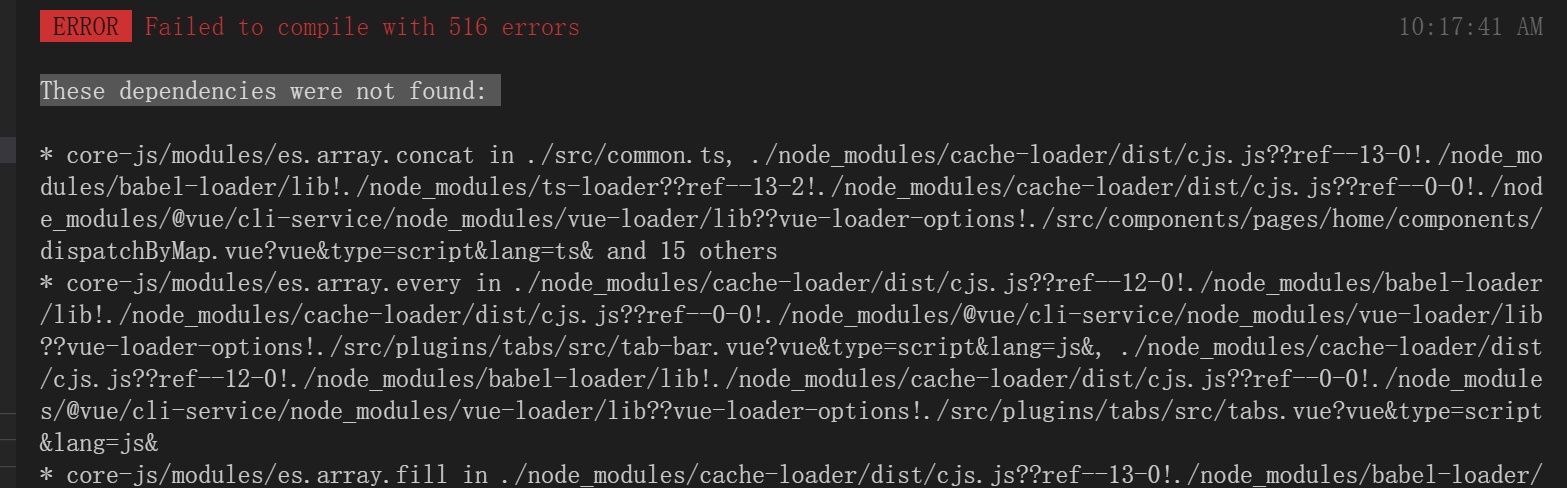 ERROR Failed to compile with 516 errors 10:17:41 AM
These dependencies were not found:
* core-js/modules/es.array.concat in ./src/common.ts, ./node_modules/cache-loader/dist/cjs.js??ref--13-0!./node_mo
dules/babel-loader/lib!./node_modules/ts-loader??ref--13-2!./node_modules/cache-loader/dist/cjs.js??ref--0-0!./nod
e_modules/@vue/cli-service/node_modules/vue-loader/lib??vue-loader-options!./src/components/pages/home/components/
dispatchByMap.vue?vue&type=script&lang=ts& and 15 others
* core-js/modules/es.array.every in ./node_modules/cache-loader/dist/cjs.js??ref--12-0!./node_modules/babel-loader
/lib!./node_modules/cache-loader/dist/cjs.js??ref--0-0!./node_modules/@vue/cli-service/node_modules/vue-loader/lib
??vue-loader-options!./src/plugins/tabs/src/tab-bar.vue?vue&type=script&lang=js&, ./node_modules/cache-loader/dist
/cjs.js??ref--12-0!./node_modules/babel-loader/lib!./node_modules/cache-loader/dist/cjs.js??ref--0-0!./node_module
s/@vue/cli-service/node_modules/vue-loader/lib??vue-loader-options!./src/plugins/tabs/src/tabs.vue?vue&type=script
&lang=js&
* core-js/modules/es.array.fill in ./node_modules/cache-loader/dist/cjs.js??ref--13-0!./node_modules/babel-loader/